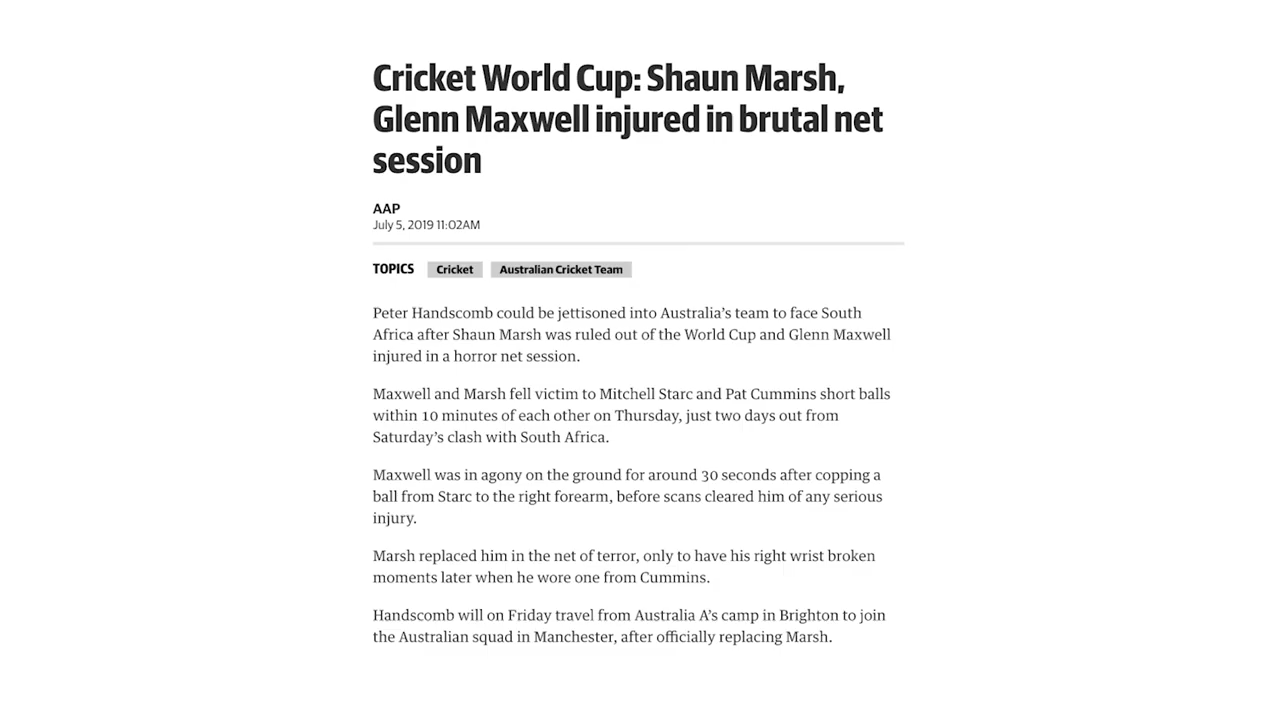 Cricket World Cup: Shaun Marsh,
Glenn Maxwell injured in brutal net
session
AAP
July 5, 2019 11:02AM
TOPICS Cricket Australian Cricket Team
Peter Handscomb could be jettisoned into Australia’s team to face South
Africa after Shaun Marsh was ruled out of the World Cup and Glenn Maxwell
injured in a horror net session.
Maxwell and Marsh fell victim to Mitchell Starc and Pat Cummins short balls
within 10 minutes of each other on Thursday, just two days out from
Saturday’s clash with South Africa.
Maxwell was in agony on the ground for around 30 seconds after copping a
ball from Starc to the right forearm, before scans cleared him of any serious
injury.
Marsh replaced him in the net of terror, only to have his right wrist broken
moments later when he wore one from Cummins.
Handscomb will on Friday travel from Australia A’s camp in Brighton to join
the Australian squad in Manchester, after officially replacing Marsh.